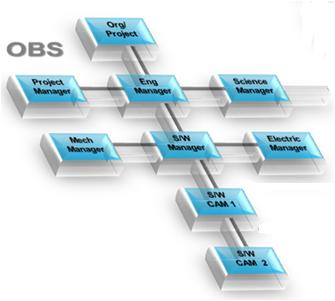 Org/
Project
OBS
Project
Manager
Eng
Manager
Science
Manager
Mech
Manager
S/W
Manager
Electric
Manager
S/W
CAM 1
S/W
CAM 2